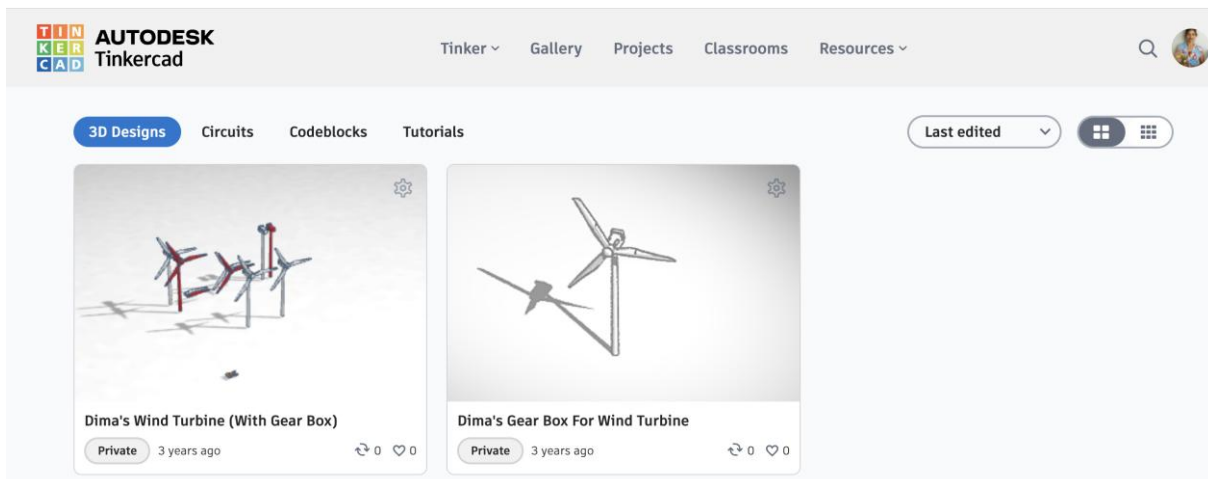 TIN
KER
CAD
AUTODESK
Tinkercad
Tinker Gallery Projects Classrooms Resources
3D Designs Circuits Codeblocks Tutorials
Last edited
Dima's Wind Turbine (With Gear Box)
Private 3 years ago 0 0
Dima's Gear Box For Wind Turbine
Private 3 years ago 0 0